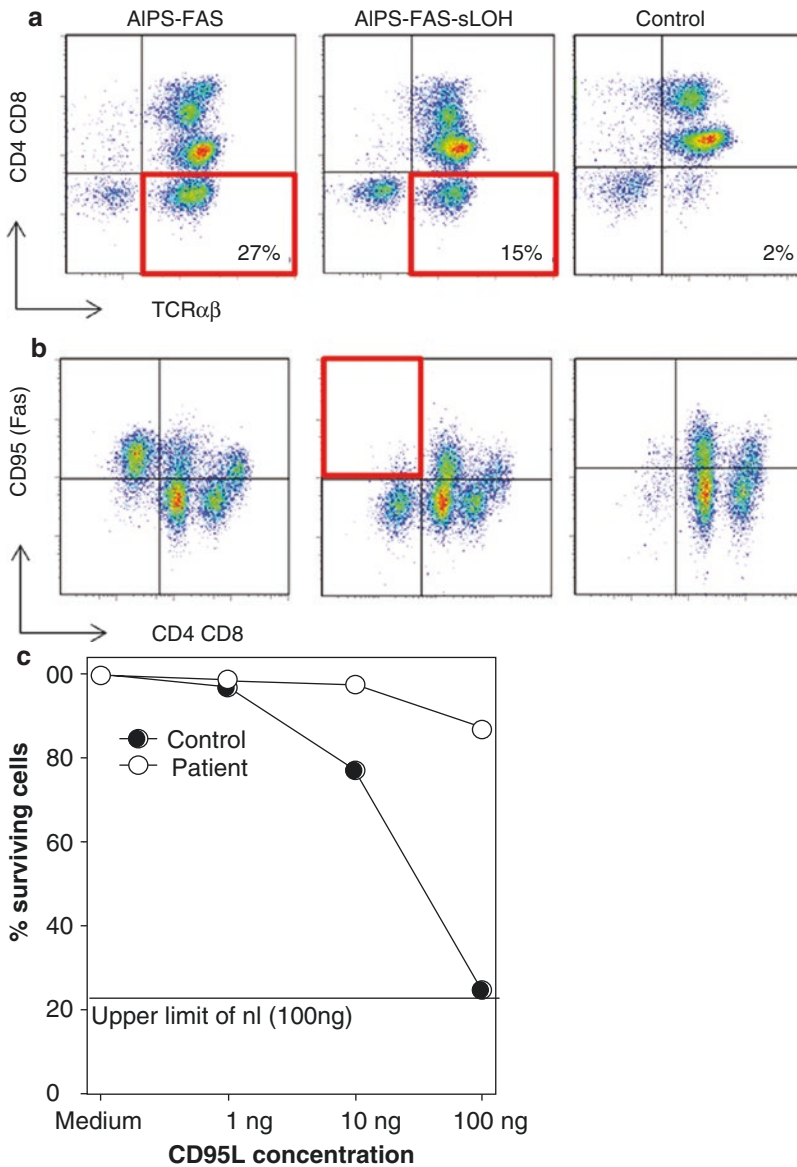 a
AIPS-FAS
AIPS-FAS-sLOH
Control
CD4 CD8
27%
15%
2%
TCRαβ
b
CD95 (Fas)
CD4 CD8
c
00
80
60
40
20
0
% surviving cells
Control
Patient
Upper limit of nl (100ng)
Medium
1 ng
10 ng
100 ng
CD95L concentration